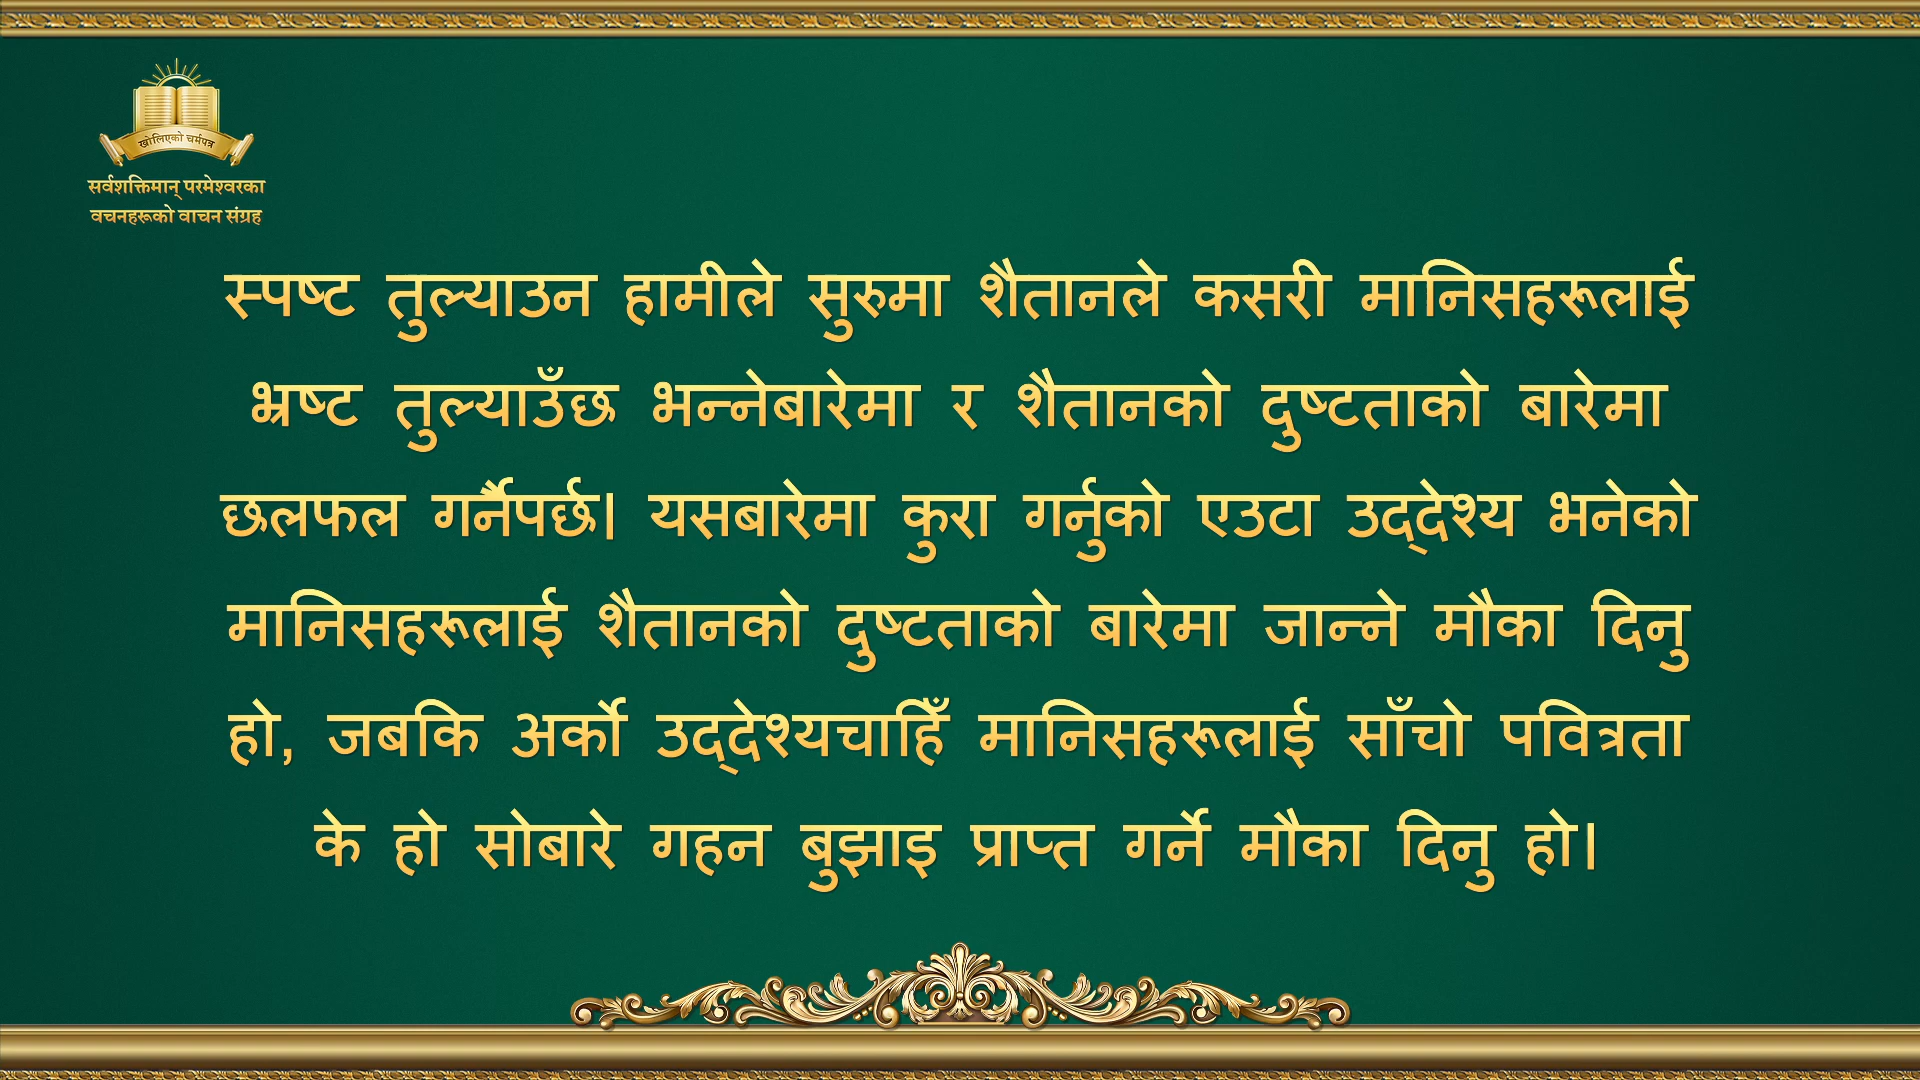 खोलिएको चर्मपत्र
सर्वशक्तिमान् परमेश्‍वरका
वचनहरूको वाचन संग्रह
स्पष्ट तुल्याउन हामीले सुरुमा शैतानले कसरी मानिसहरूलाई
भ्रष्ट तुल्याउँछ भन्‍नेबारेमा र शैतानको दुष्टताको बारेमा
छलफल गर्नैपर्छ। यसबारेमा कुरा गर्नुको एउटा उद्‌देश्य भनेको
मानिसहरूलाई शैतानको दुष्टताको बारेमा जान्‍ने मौका दिनु
हो, जबकि अर्को उद्‌देश्यचाहिँ मानिसहरूलाई साँचो पवित्रता
के हो सोबारे गहन बुझाइ प्राप्त गर्ने मौका दिनु हो।